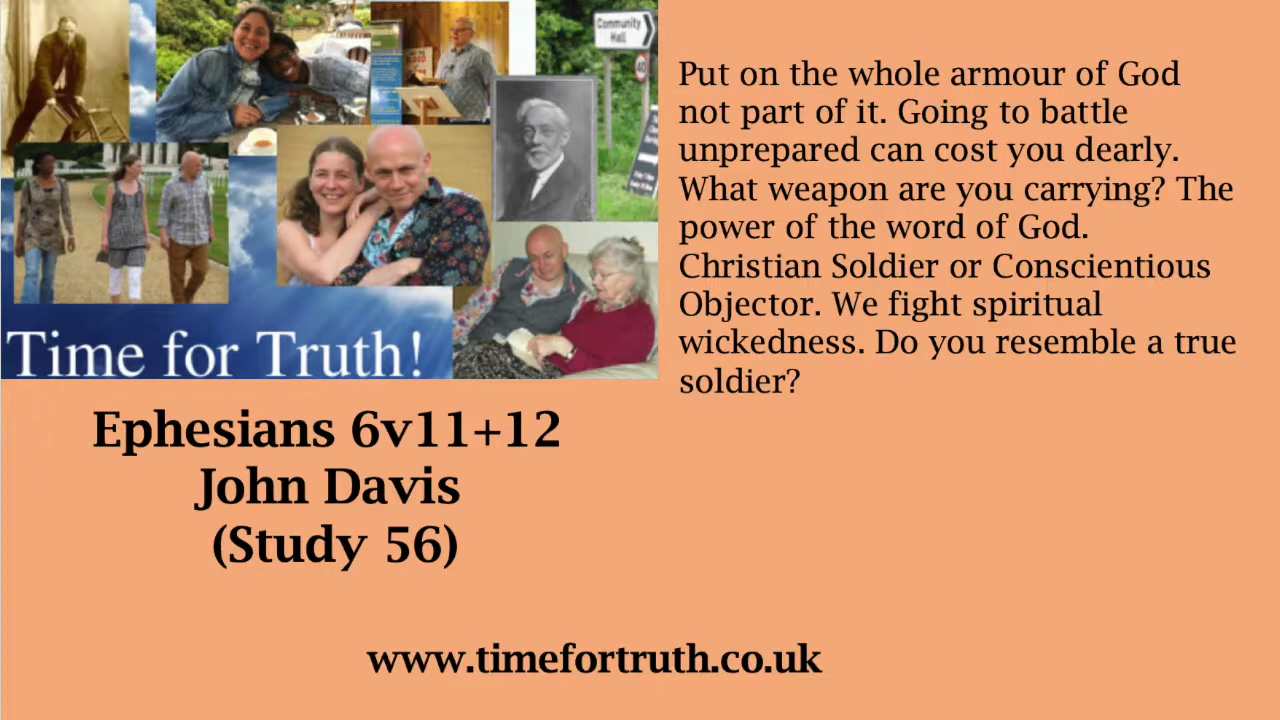 Community
Hall
40
Time for Truth!
Ephesians 6v11+12
John Davis
(Study 56)
Put on the whole armour of God
not part of it. Going to battle
unprepared can cost you dearly.
What weapon are you carrying? The
power of the word of God.
Christian Soldier or Conscientious
Objector. We fight spiritual
wickedness. Do you resemble a true
soldier?
www.timefortruth.co.uk